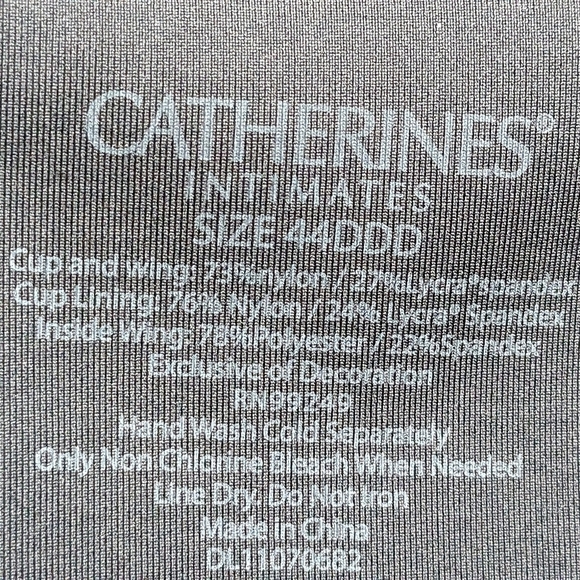 CATHERINES®
INTIMATES
SIZE 44DDD
Cup and wing: 73%nylon / 27%Lycra®spandex
Cup Lining: 76% Nylon / 24% Lycra® Spandex
Inside Wing: 78%Polyester / 22%Spandex
Exclusive of Decoration
RN99249
Hand Wash Cold Separately
Only Non Chlorine Bleach When Needed
Line Dry. Do Not Iron
Made in China
DL11070682